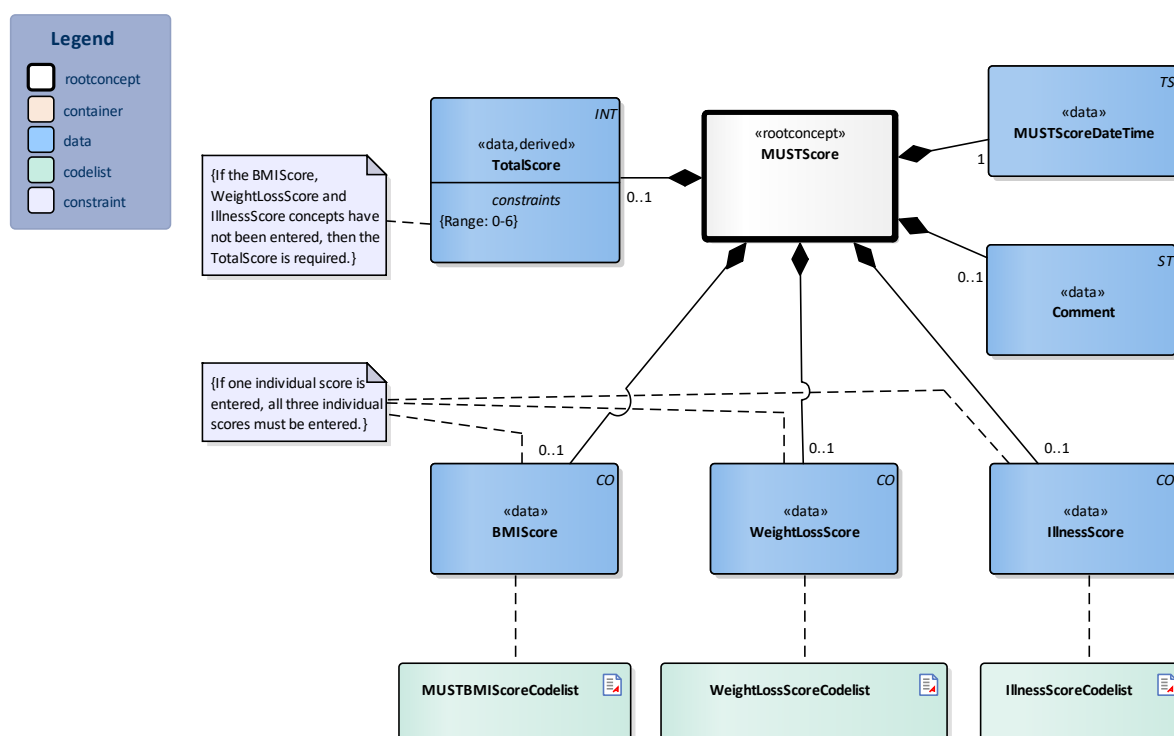 Legend
rootconcept
container
data
codelist
constraint
{If the BMIScore,
WeightLossScore and
IllnessScore concepts have
not been entered, then the
TotalScore is required.}
INT
«data,derived»
TotalScore
constraints
{Range: 0-6}
0..1
«rootconcept»
MUSTScore
TS
«data»
MUSTScoreDateTime
1
ST
«data»
Comment
0..1
{If one individual score is
entered, all three individual
scores must be entered.}
0..1
0..1
0..1
CO
«data»
BMIScore
CO
«data»
WeightLossScore
CO
«data»
IllnessScore
MUSTBMIScoreCodelist
WeightLossScoreCodelist
IllnessScoreCodelist